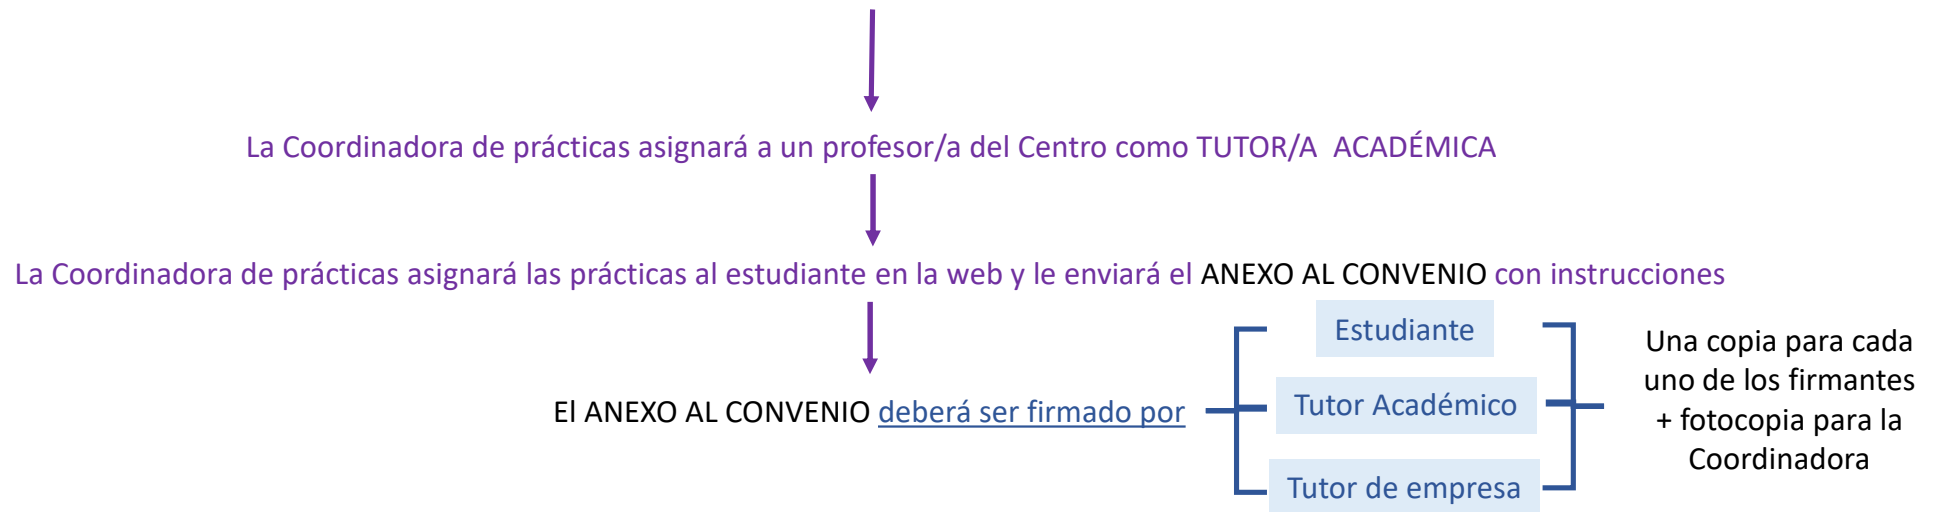 La Coordinadora de prácticas asignará a un profesor/a del Centro como TUTOR/A ACADÉMICA
La Coordinadora de prácticas asignará las prácticas al estudiante en la web y le enviará el ANEXO AL CONVENIO con instrucciones
El ANEXO AL CONVENIO deberá ser firmado por
Estudiante
Tutor Académico
Tutor de empresa
Una copia para cada
uno de los firmantes
+ fotocopia para la
Coordinadora